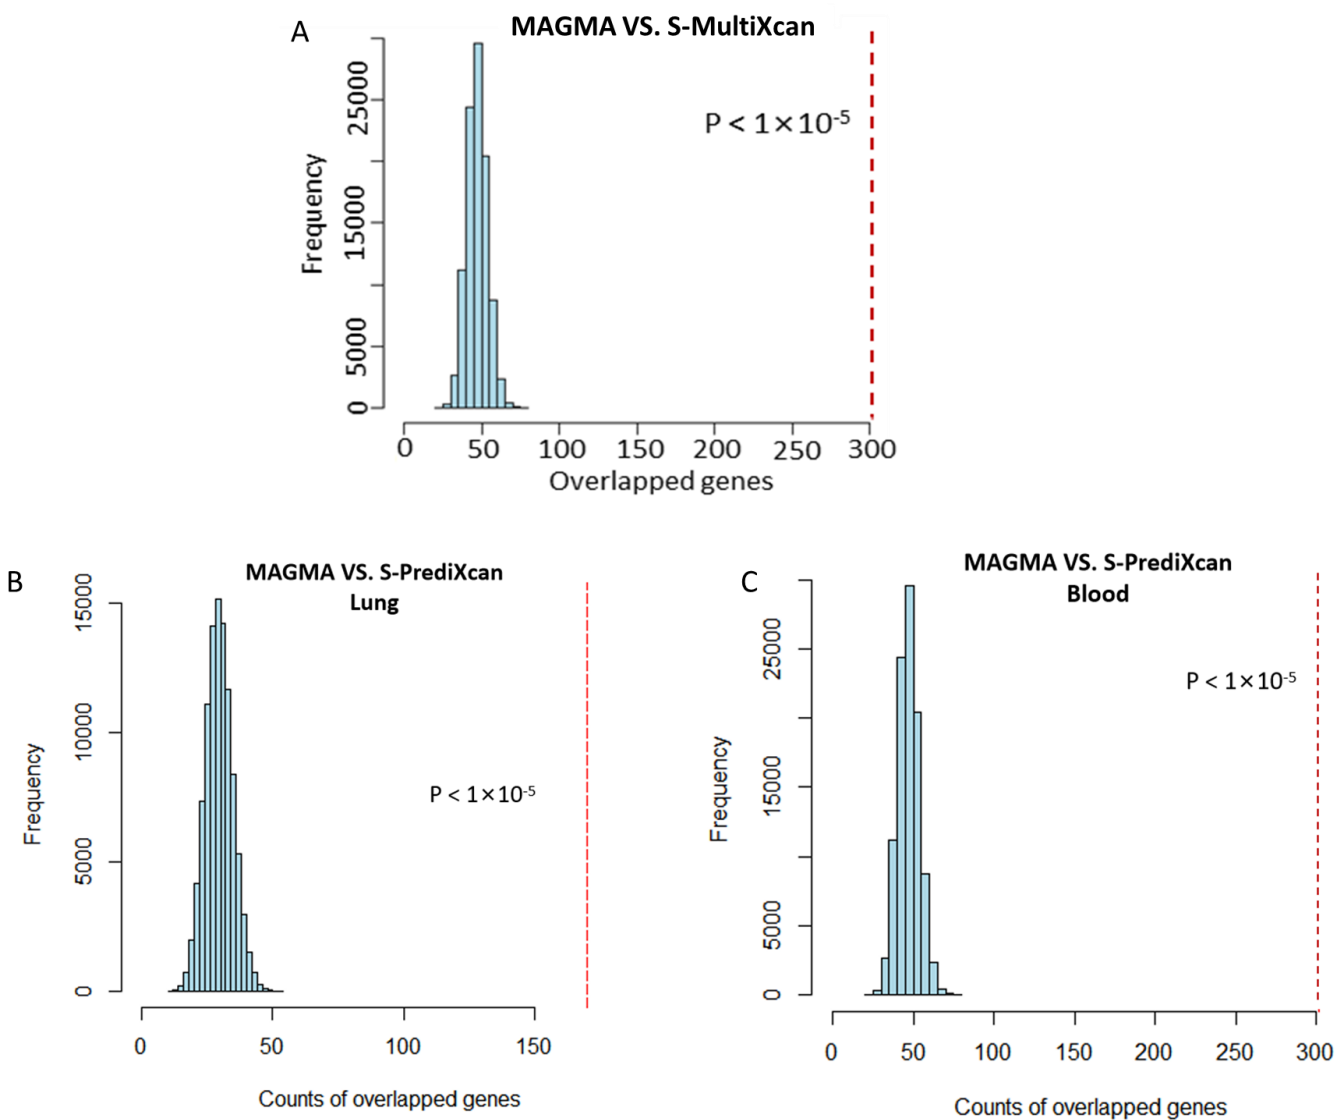 A
MAGMA VS. S-MultiXcan
25000
15000
5000
0
Frequency
P < 1×10-5
0 50 100 150 200 250 300
Overlapped genes
B
MAGMA VS. S-PrediXcan
Lung
15000
10000
5000
0
Frequency
P < 1×10-5
0 50 100 150
Counts of overlapped genes
C
MAGMA VS. S-PrediXcan
Blood
25000
15000
5000
0
Frequency
P < 1×10-5
0 50 100 150 200 250 300
Counts of overlapped genes